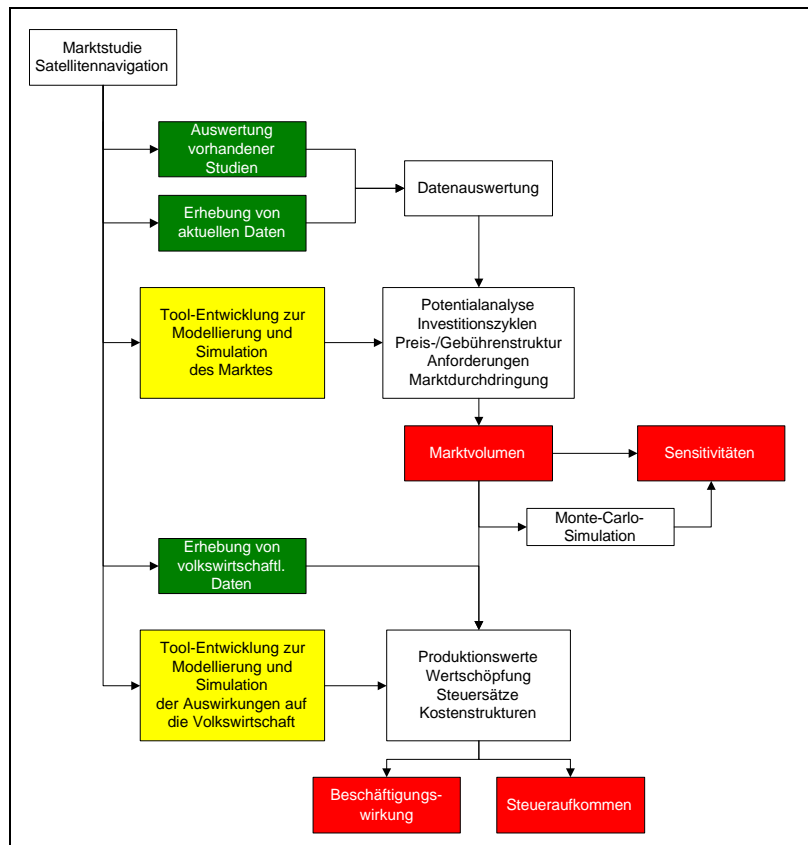 Marktstudie
Satellitennavigation
Auswertung
vorhandener
Studien
Datenauswertung
Erhebung von
aktuellen Daten
Tool-Entwicklung zur
Modellierung und
Simulation
des Marktes
Potentialanalyse
Investitionszyklen
Preis-/Gebührenstruktur
Anforderungen
Marktdurchdringung
Marktvolumen
Sensitivitäten
Monte-Carlo-
Simulation
Erhebung von
volkswirtschaftl.
Daten
Tool-Entwicklung zur
Modellierung und
Simulation
der Auswirkungen auf
die Volkswirtschaft
Produktionswerte
Wertschöpfung
Steuersätze
Kostenstrukturen
Beschäftigungs-
wirkung
Steueraufkommen